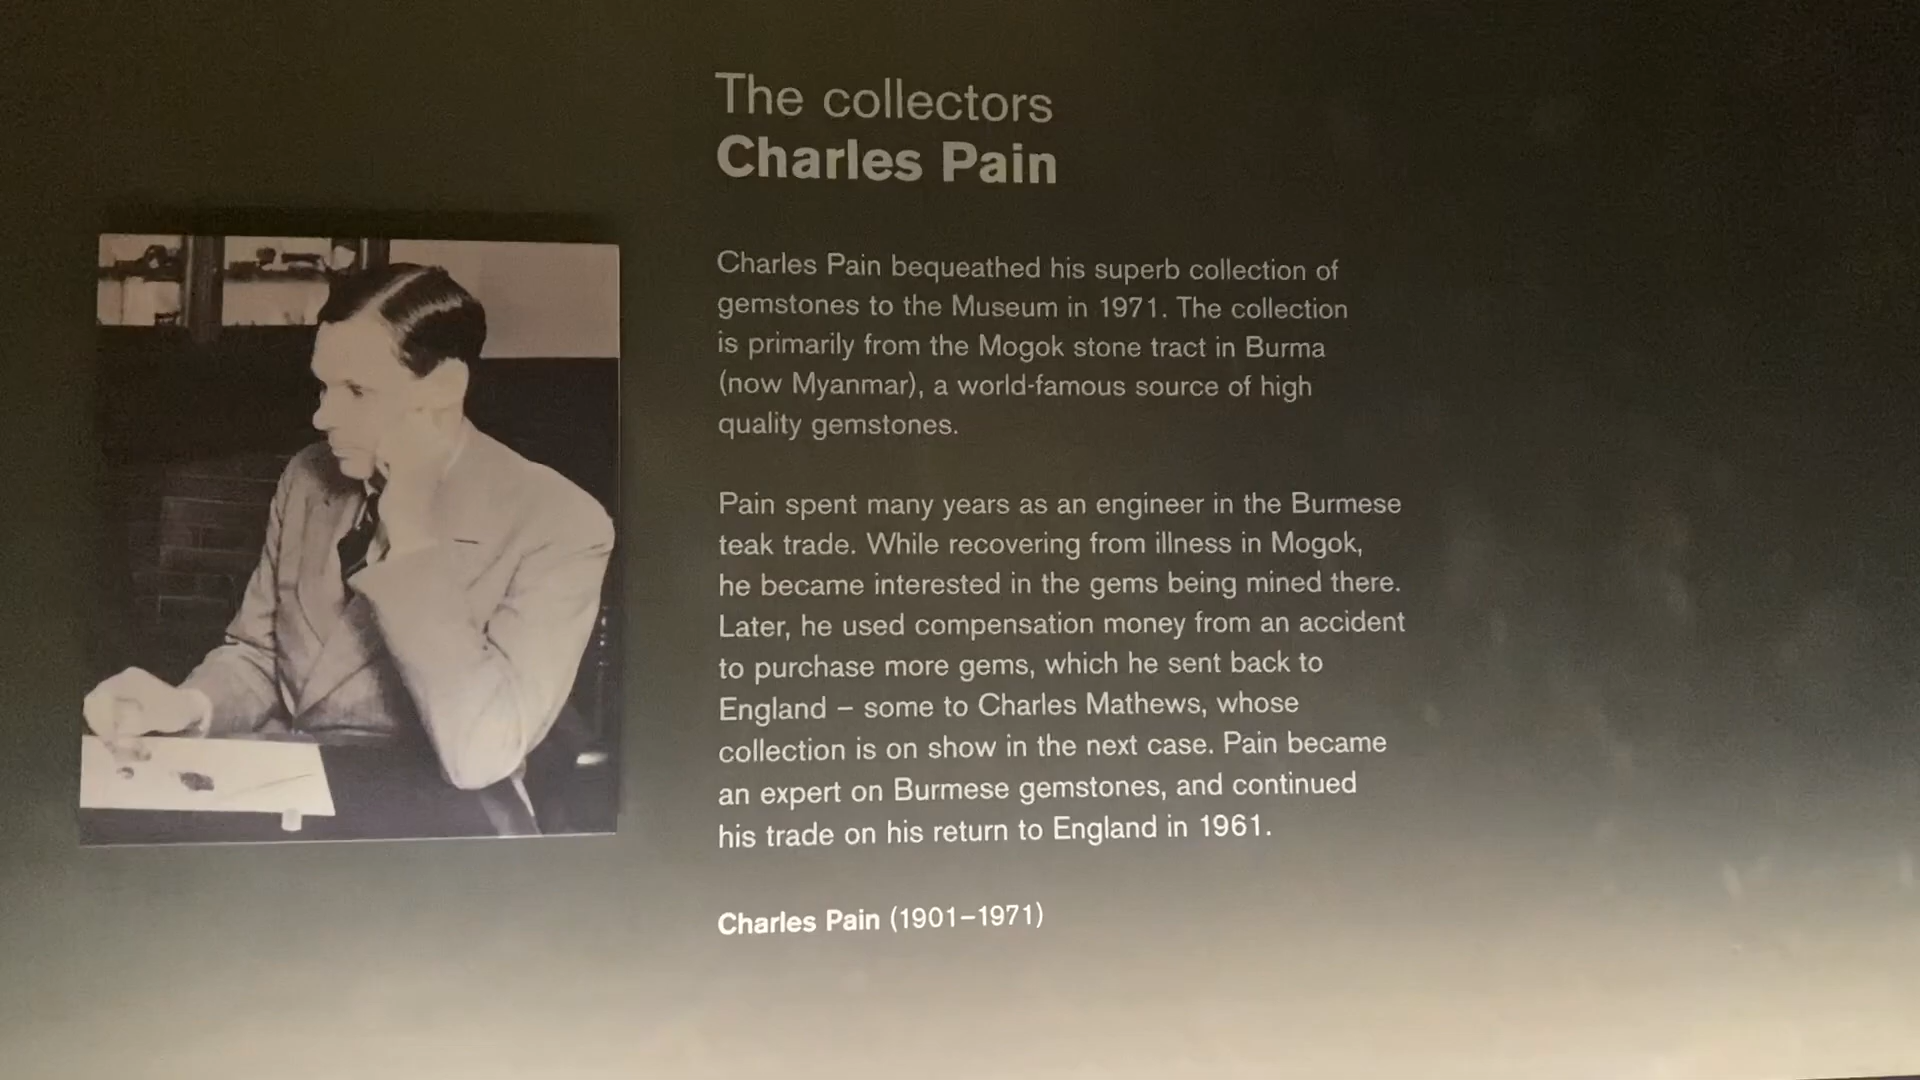 The collectors
Charles Pain
Charles Pain bequeathed his superb collection of
gemstones to the Museum in 1971. The collection
is primarily from the Mogok stone tract in Burma
(now Myanmar), a world-famous source of high
quality gemstones.
Pain spent many years as an engineer in the Burmese
teak trade. While recovering from illness in Mogok,
he became interested in the gems being mined there.
Later, he used compensation money from an accident
to purchase more gems, which he sent back to
England – some to Charles Mathews, whose
collection is on show in the next case. Pain became
an expert on Burmese gemstones, and continued
his trade on his return to England in 1961.
Charles Pain (1901–1971)